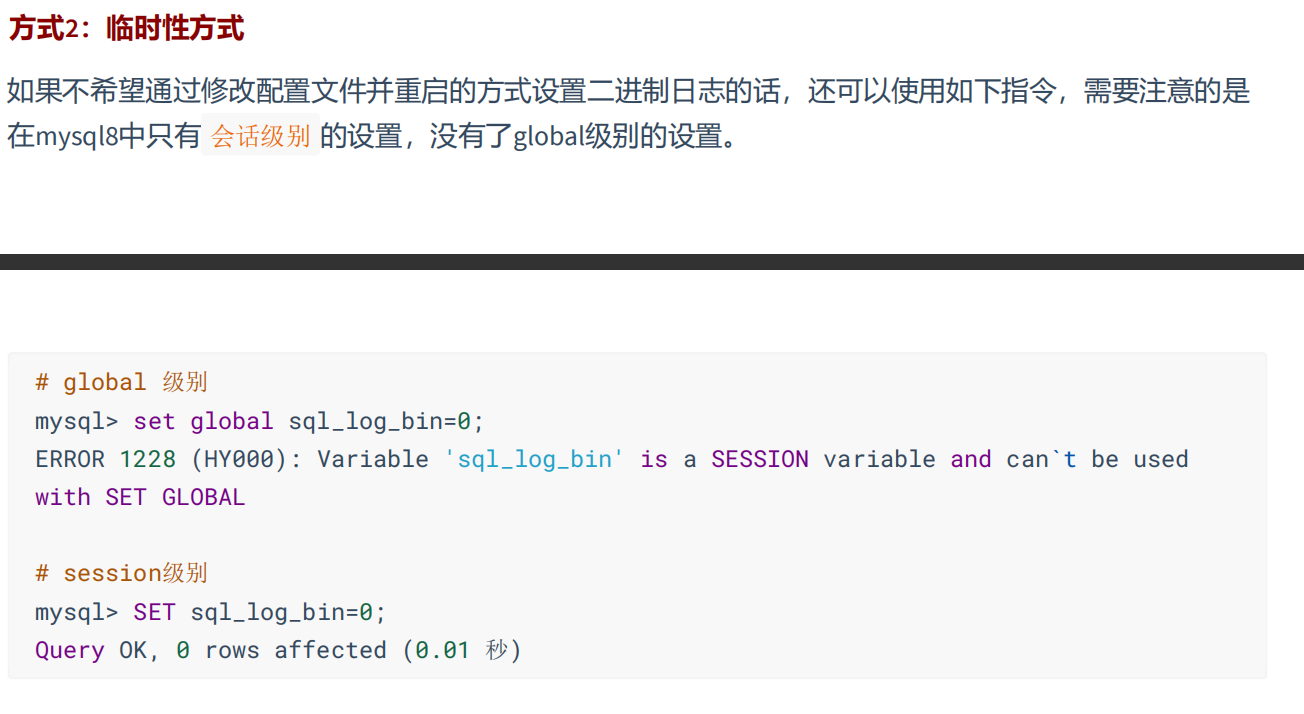 方式2：临时性方式
如果不希望通过修改配置文件并重启的方式设置二进制日志的话，还可以使用如下指令，需要注意的是
在mysql8中只有 会话级别 的设置，没有了global级别的设置。
# global 级别
mysql> set global sql_log_bin=0;
ERROR 1228 (HY000): Variable 'sql_log_bin' is a SESSION variable and can`t be used
with SET GLOBAL
# session级别
mysql> SET sql_log_bin=0;
Query OK, 0 rows affected (0.01 秒)